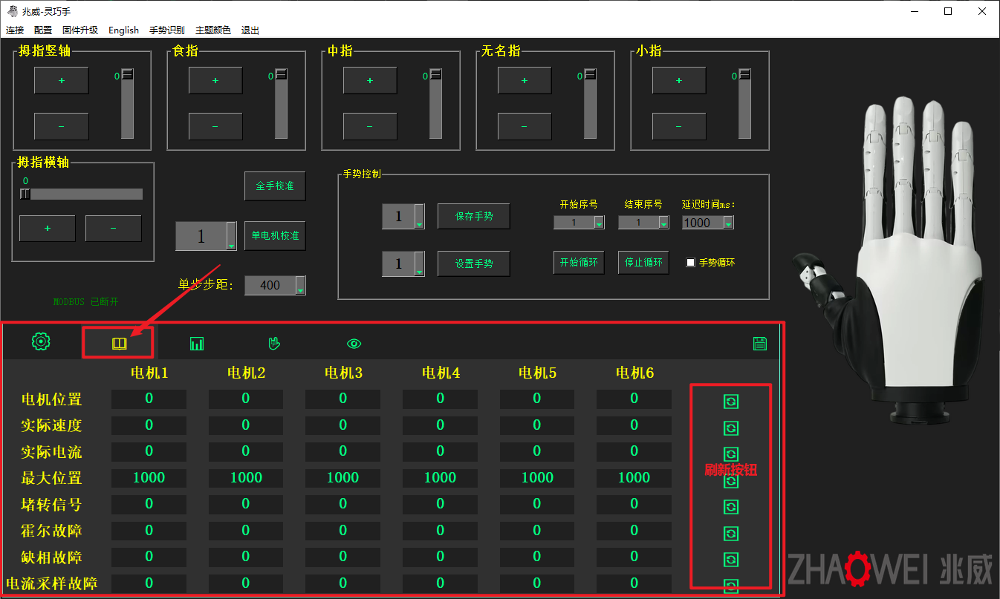 兆威-灵巧手
连接 配置 固件升级 English 手势识别 主题颜色 退出
拇指竖轴 食指 中指 无名指 小指
+ 0 + 0 + 0 + 0 + 0
- - - - -
拇指横轴
0
+ -
全手校准
1 单电机校准
单步步距: 400
MODBUS 已断开
手势控制
1 保存手势 开始序号 结束序号 延迟时间ms:
1 1 1000
1 设置手势 开始循环 停止循环 手势循环
电机1 电机2 电机3 电机4 电机5 电机6
电机位置 0 0 0 0 0 0
实际速度 0 0 0 0 0 0
实际电流 0 0 0 0 0 0
刷新按钮
最大位置 1000 1000 1000 1000 1000 1000
堵转信号 0 0 0 0 0 0
霍尔故障 0 0 0 0 0 0
缺相故障 0 0 0 0 0 0
电流采样故障 0 0 0 0 0 0
ZHAOWEI 兆威